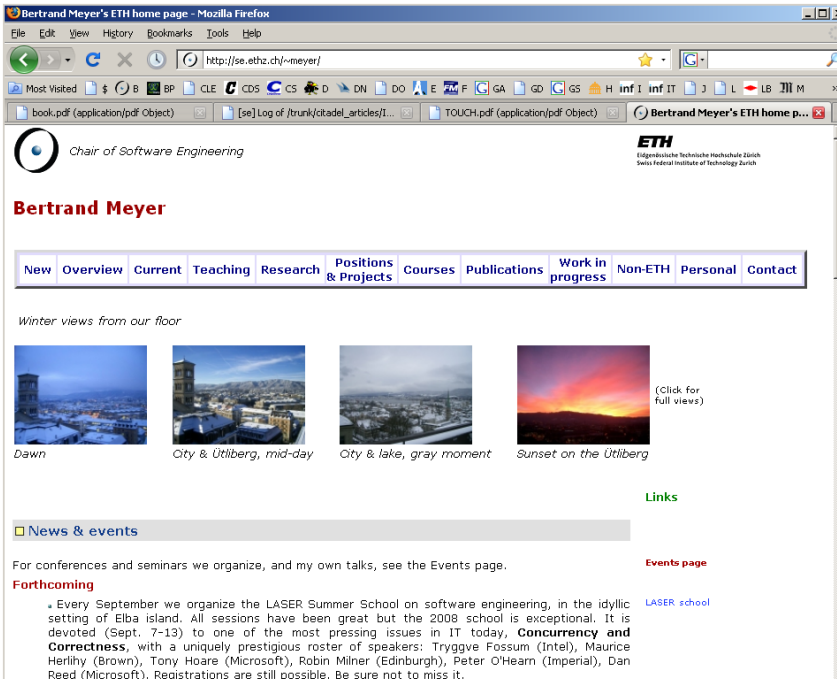 Bertrand Meyer's ETH home page - Mozilla Firefox
File Edit View History Bookmarks Tools Help
http://se.ethz.ch/~meyer/
Most Visited $ B BP CLE CDS CS D DN DO E F GA GD GS H I IT J L LB M
book.pdf (application/pdf Object) [se] Log of /trunk/citadel_articles/I... TOUCH.pdf (application/pdf Object) Bertrand Meyer's ETH home p...
Chair of Software Engineering
ETH
Eidgenössische Technische Hochschule Zürich
Swiss Federal Institute of Technology Zurich
Bertrand Meyer
New Overview Current Teaching Research Positions & Projects Courses Publications Work in progress Non-ETH Personal Contact
Winter views from our floor
(Click for
full views)
Dawn City & Ütliberg, mid-day City & lake, gray moment Sunset on the Ütliberg
Links
News & events
For conferences and seminars we organize, and my own talks, see the Events page.
Events page
Forthcoming
Every September we organize the LASER Summer School on software engineering, in the idyllic
LASER school
setting of Elba island. All sessions have been great but the 2008 school is exceptional. It is
devoted (Sept. 7-13) to one of the most pressing issues in IT today, Concurrency and
Correctness, with a uniquely prestigious roster of speakers: Tryggve Fossum (Intel), Maurice
Herlihy (Brown), Tony Hoare (Microsoft), Robin Milner (Edinburgh), Peter O'Hearn (Imperial), Dan
Reed (Microsoft). Registrations are still possible. Be sure not to miss it.